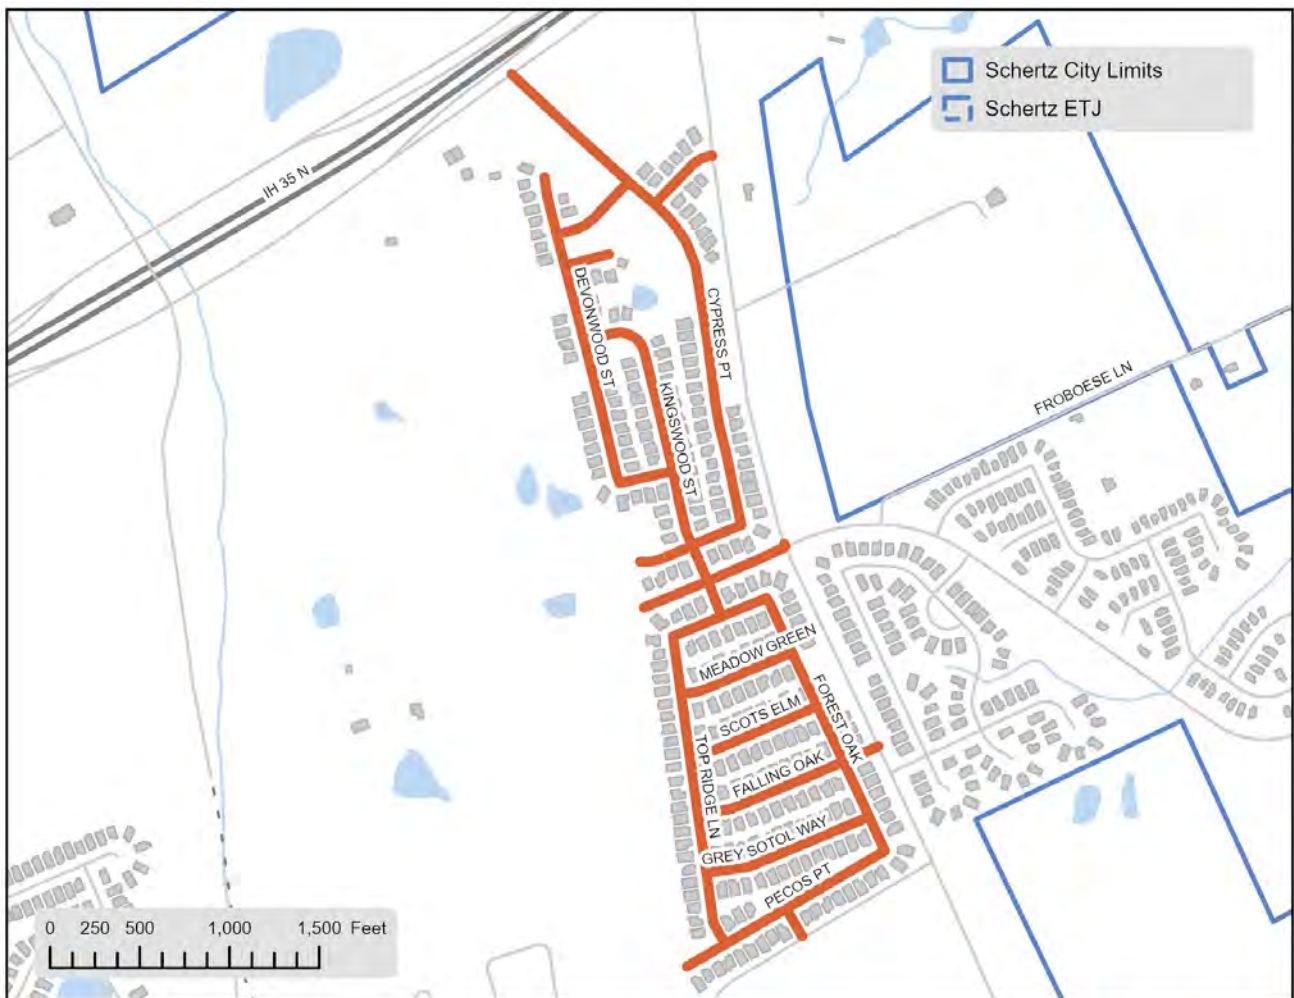 Schertz City Limits
Schertz ETJ
IH 35 N
DEVONWOOD ST
CYPRESS PT
KINGSWOOD ST
FROBOESE LN
MEADOW GREEN
SCOTS ELM
FOREST OAK
TOP RIDGE LN
FALLING OAK
GREY SOTOL WAY
PECOS PT
0 250 500 1,000 1,500 Feet